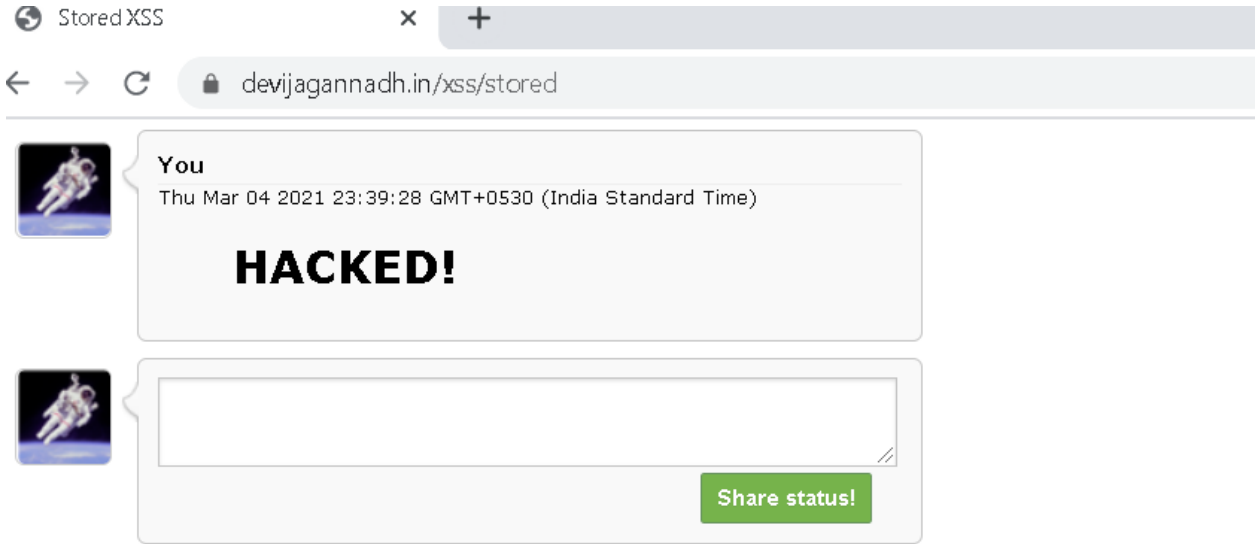 Stored XSS
devijagannadh.in/xss/stored
You
Thu Mar 04 2021 23:39:28 GMT+0530 (India Standard Time)
HACKED!
Share status!